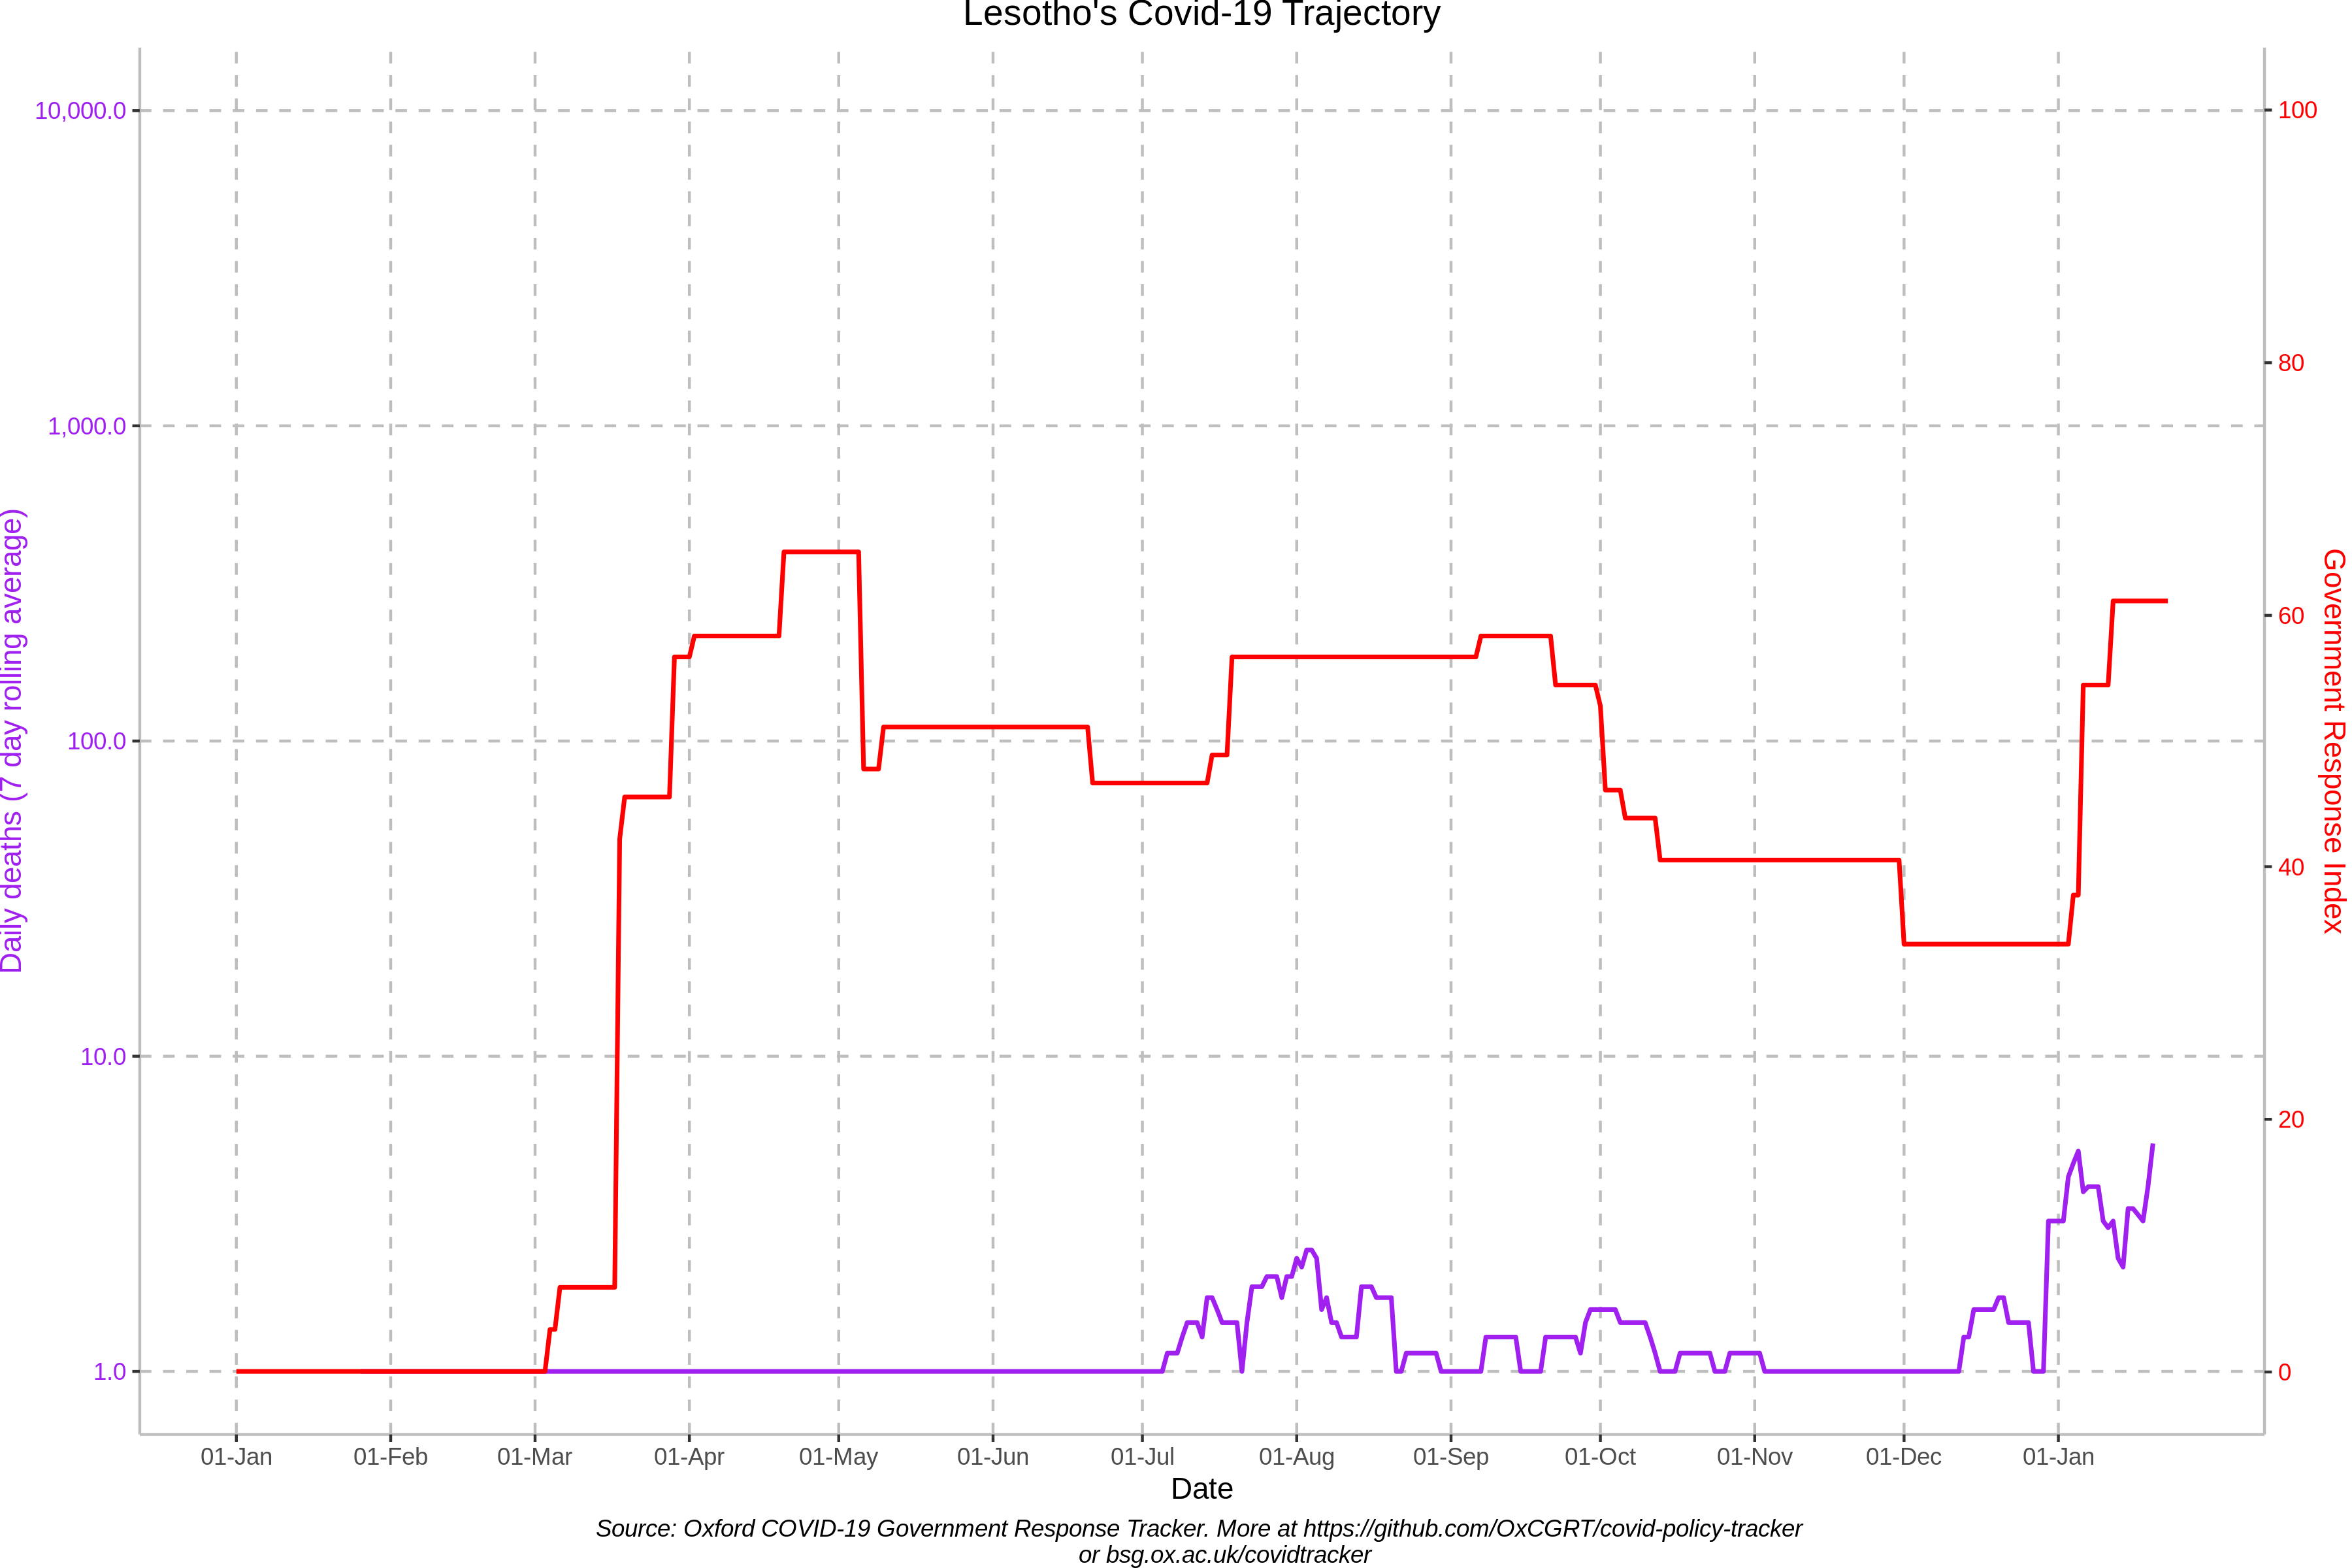 Lesotho's Covid-19 Trajectory
10,000.0
1,000.0
100.0
10.0
1.0
Daily deaths (7 day rolling average)
100
80
60
40
20
0
Government Response Index
01-Jan 01-Feb 01-Mar 01-Apr 01-May 01-Jun 01-Jul 01-Aug 01-Sep 01-Oct 01-Nov 01-Dec 01-Jan
Date
Source: Oxford COVID-19 Government Response Tracker. More at https://github.com/OxCGRT/covid-policy-tracker
or bsg.ox.ac.uk/covidtracker